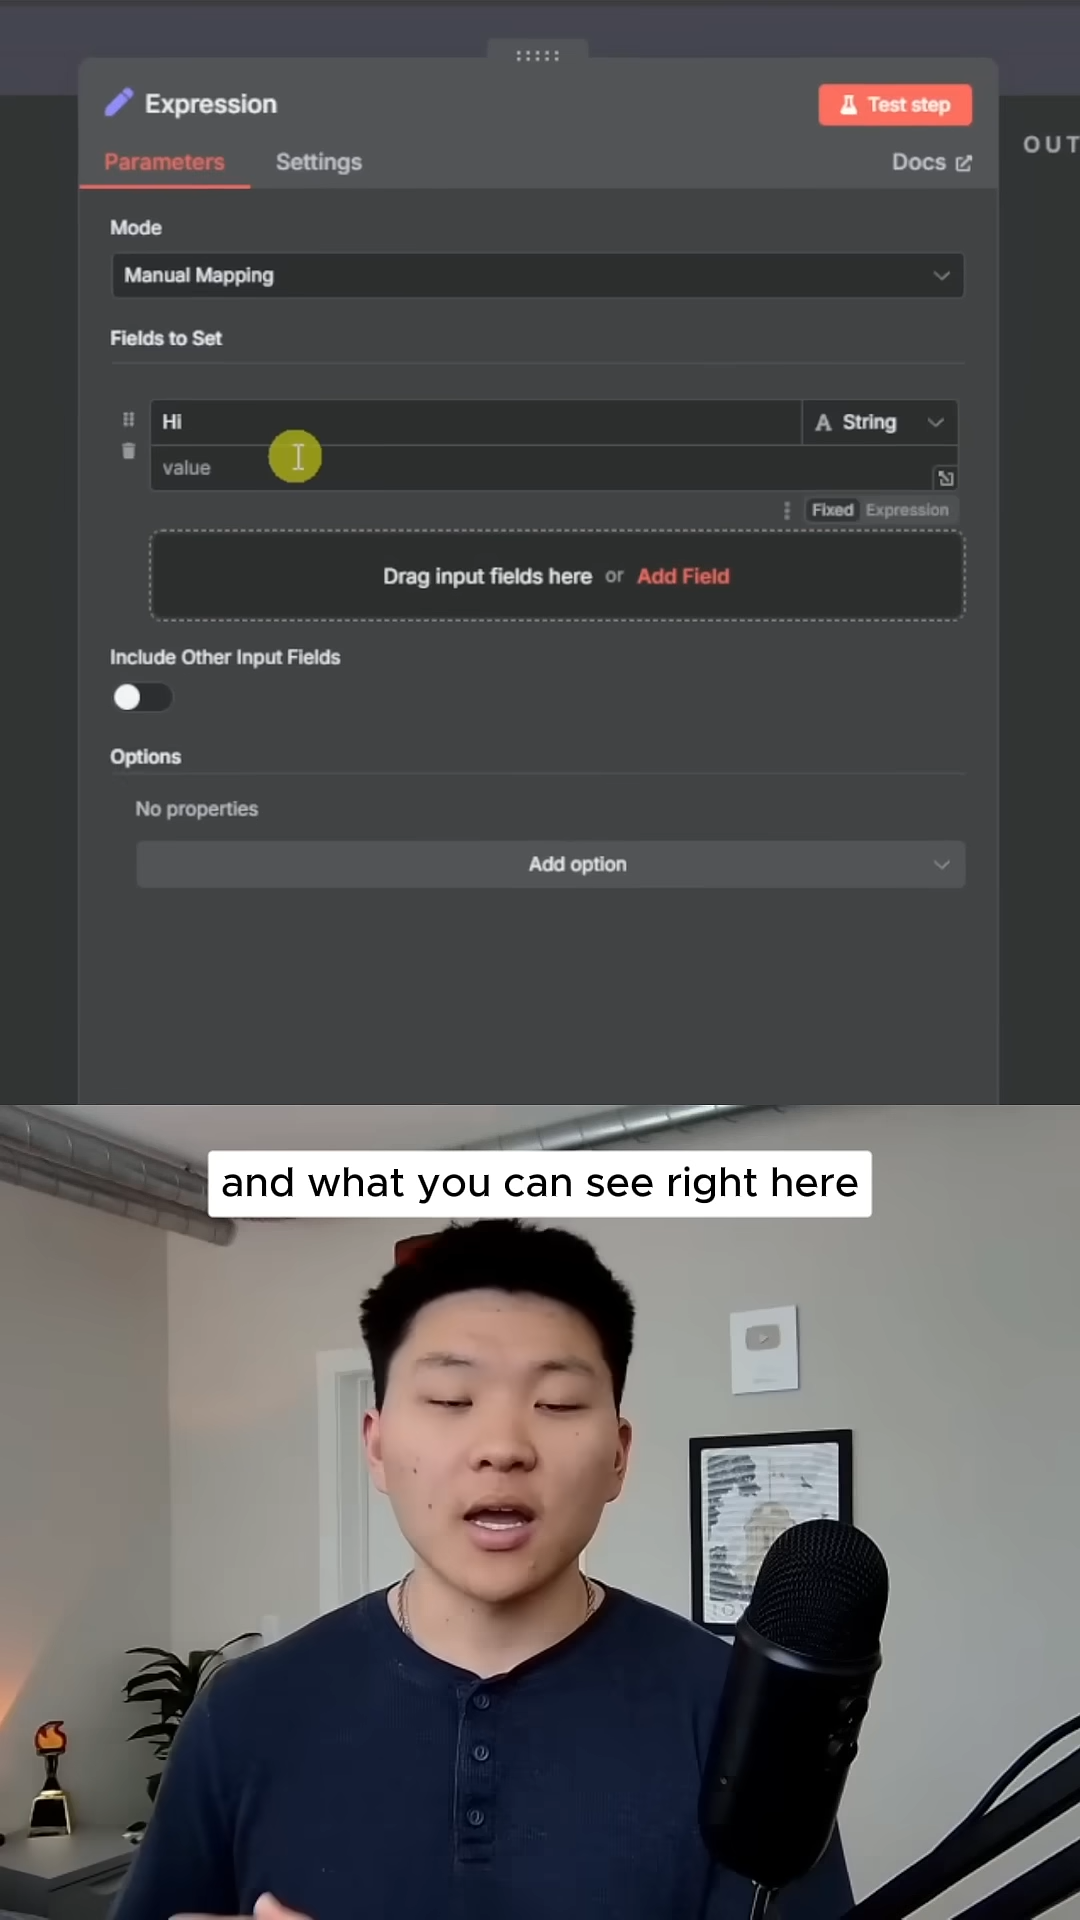 Expression
Test step
OUT
Parameters
Settings
Docs
Mode
Manual Mapping
Fields to Set
Hi
A String
value
Fixed
Expression
Drag input fields here or Add Field
Include Other Input Fields
Options
No properties
Add option
and what you can see right here